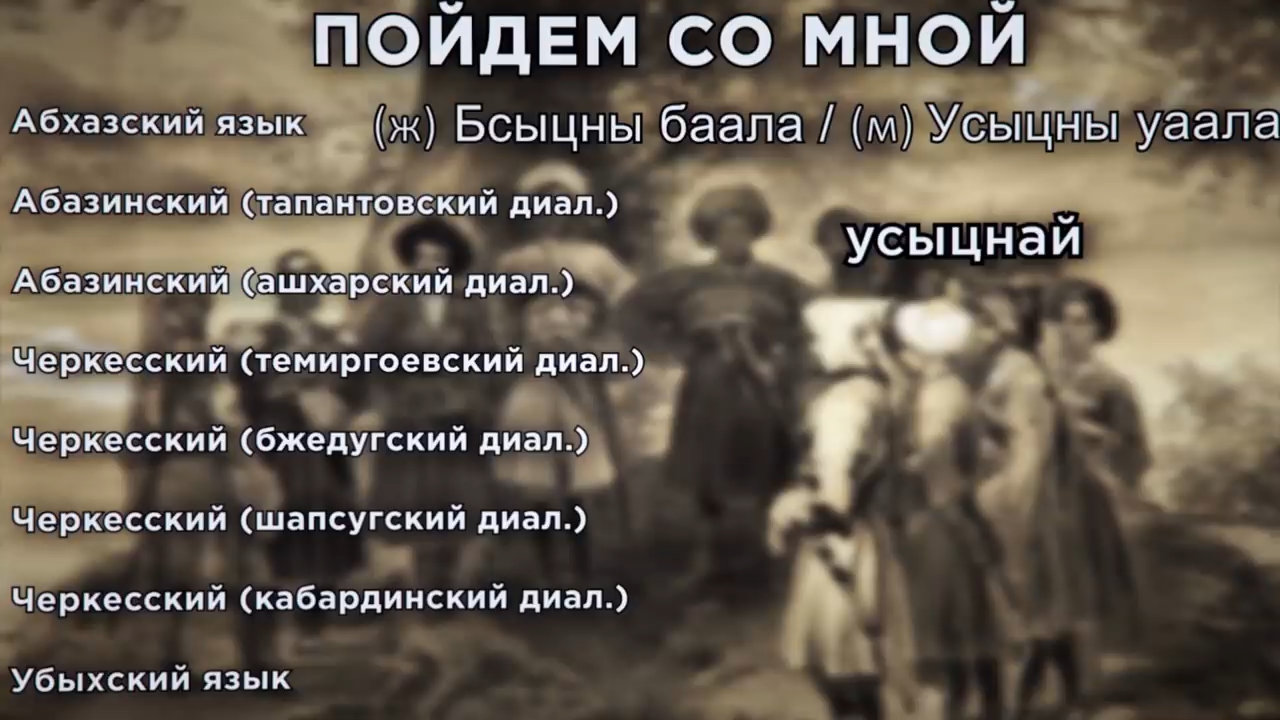 ПОЙДЕМ СО МНОЙ
Абхазский язык (ж) Бсыцны баала / (м) Усыцны уаала
Абазинский (тапантовский диал.)
усыцнай
Абазинский (ашхарский диал.)
Черкесский (темиргоевский диал.)
Черкесский (бжедугский диал.)
Черкесский (шапсугский диал.)
Черкесский (кабардинский диал.)
Убыхский язык